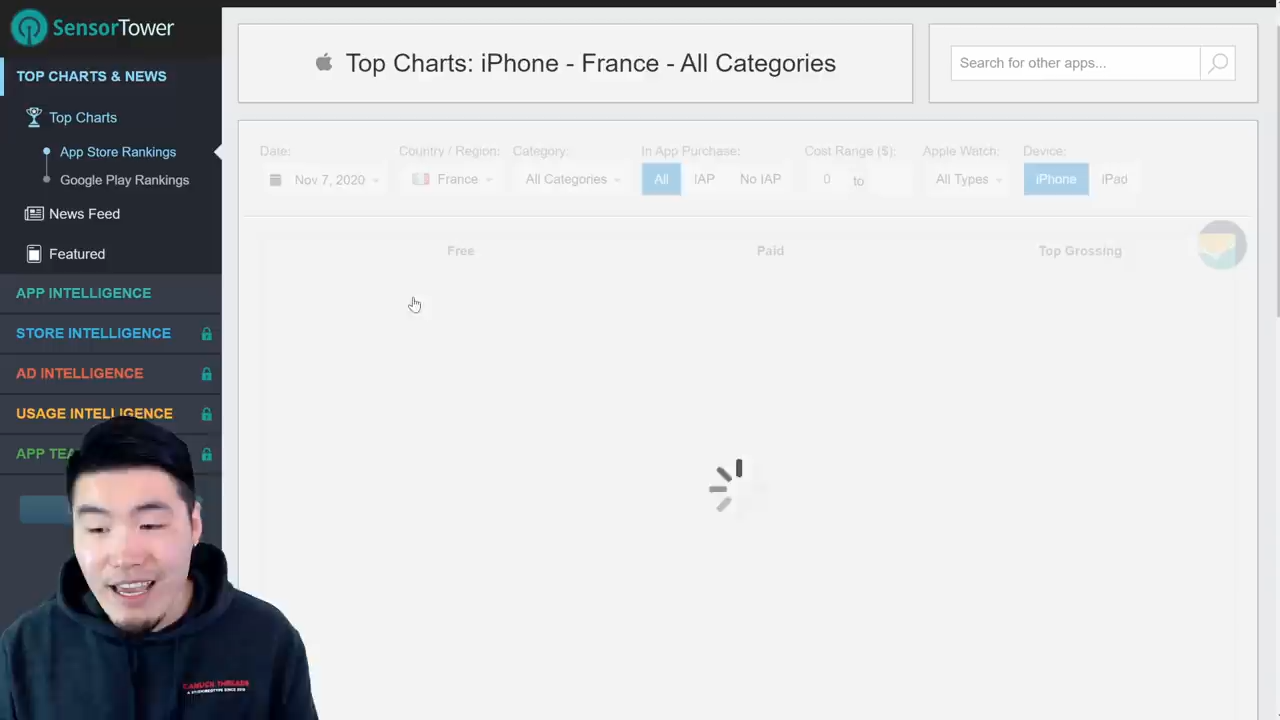 SensorTower
TOP CHARTS & NEWS
Top Charts
App Store Rankings
Google Play Rankings
News Feed
Featured
APP INTELLIGENCE
STORE INTELLIGENCE
AD INTELLIGENCE
USAGE INTELLIGENCE
APP
Top Charts: iPhone - France - All Categories
Search for other apps...
Date: Country / Region: Category: In App Purchase: Cost Range ($): Apple Watch: Device:
Nov 7, 2020 France All Categories All IAP No IAP 0 to All Types iPhone iPad
Free Paid Top Grossing
CANUCK THREADS